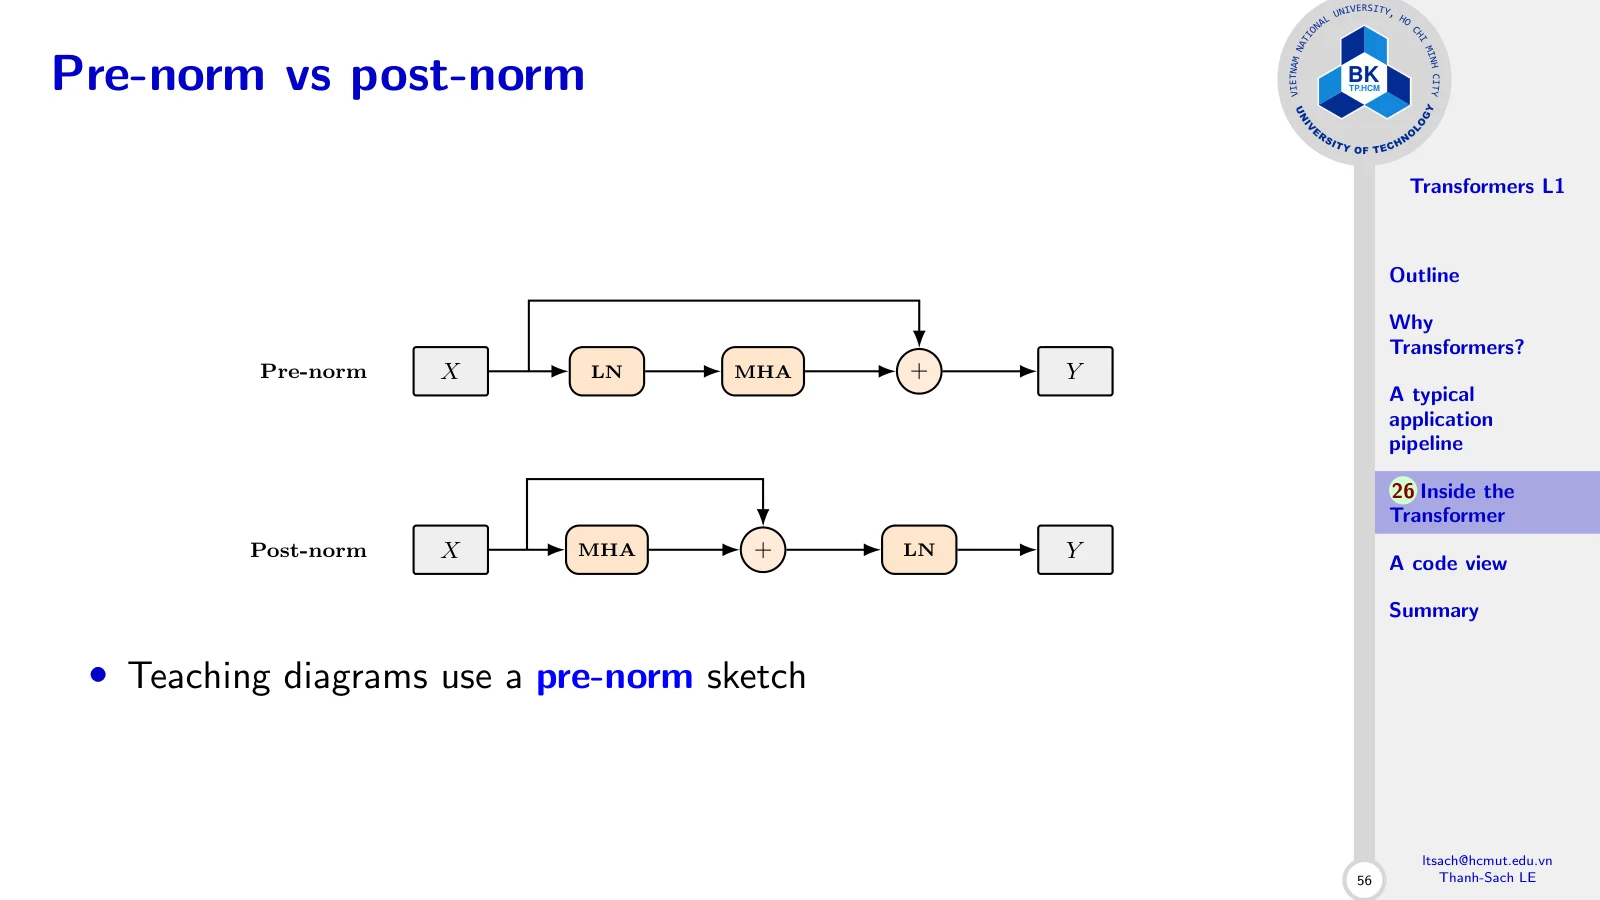 Pre-norm vs post-norm
VIETNAM NATIONAL UNIVERSITY, HO CHI MINH CITY
BK
TP.HCM
UNIVERSITY OF TECHNOLOGY
Transformers L1
Outline
Why
Transformers?
A typical
application
pipeline
26 Inside the
Transformer
A code view
Summary
Pre-norm X LN MHA + Y
Post-norm X MHA + LN Y
• Teaching diagrams use a pre-norm sketch
ltsach@hcmut.edu.vn
Thanh-Sach LE
56